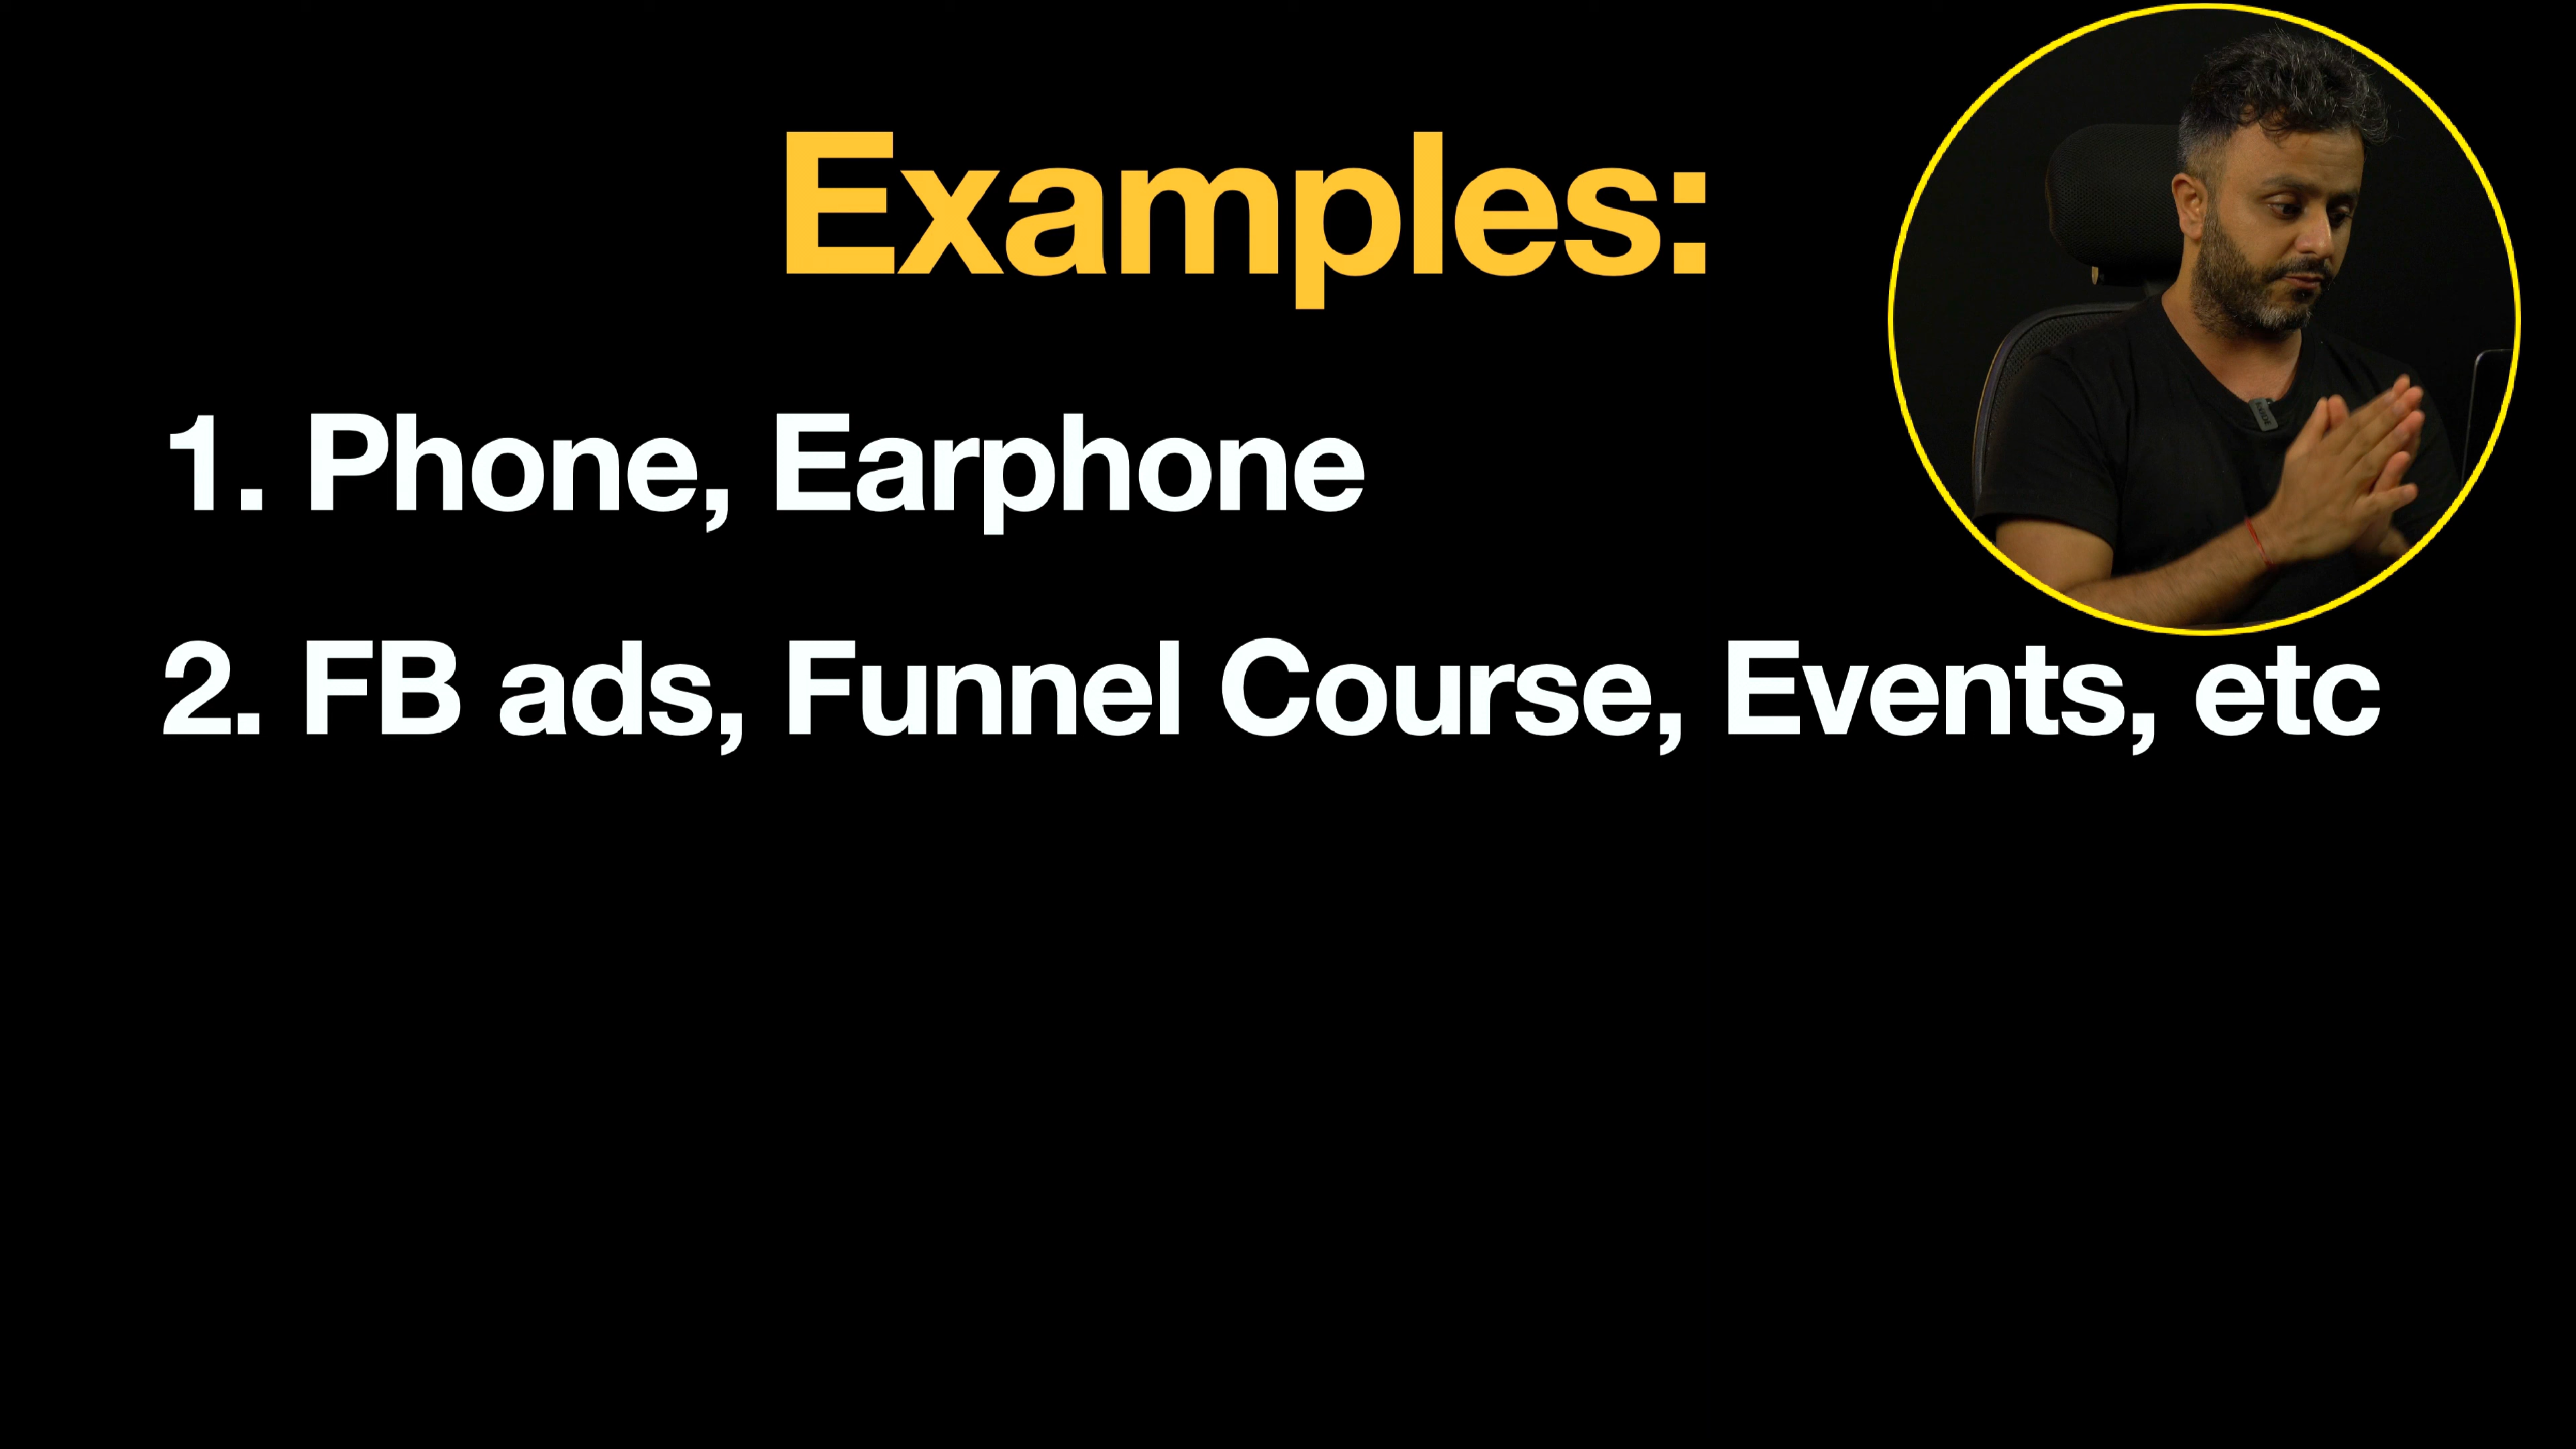 Examples:
1. Phone, Earphone
2. FB ads, Funnel Course, Events, etc